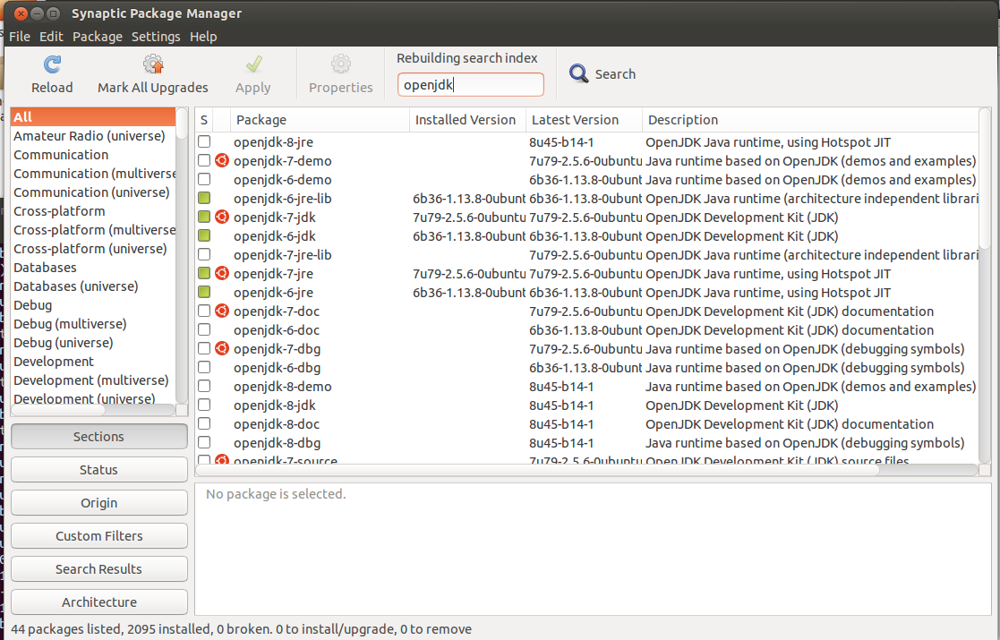 Synaptic Package Manager
File Edit Package Settings Help
Reload
Mark All Upgrades
Apply
Properties
Rebuilding search index
openjdk
Search
All
Amateur Radio (universe)
Communication
Communication (multiverse
Communication (universe)
Cross-platform
Cross-platform (multiverse
Cross-platform (universe)
Databases
Databases (universe)
Debug
Debug (multiverse)
Debug (universe)
Development
Development (multiverse)
Development (universe)
Sections
Status
Origin
Custom Filters
Search Results
Architecture
S Package Installed Version Latest Version Description
openjdk-8-jre 8u45-b14-1 OpenJDK Java runtime, using Hotspot JIT
openjdk-7-demo 7u79-2.5.6-0ubuntu Java runtime based on OpenJDK (demos and examples)
openjdk-6-demo 6b36-1.13.8-0ubunt Java runtime based on OpenJDK (demos and examples)
openjdk-6-jre-lib 6b36-1.13.8-0ubunt 6b36-1.13.8-0ubunt OpenJDK Java runtime (architecture independent librari
openjdk-7-jdk 7u79-2.5.6-0ubuntu 7u79-2.5.6-0ubuntu OpenJDK Development Kit (JDK)
openjdk-6-jdk 6b36-1.13.8-0ubunt 6b36-1.13.8-0ubunt OpenJDK Development Kit (JDK)
openjdk-7-jre-lib 7u79-2.5.6-0ubuntu OpenJDK Java runtime (architecture independent librari
openjdk-7-jre 7u79-2.5.6-0ubuntu 7u79-2.5.6-0ubuntu OpenJDK Java runtime, using Hotspot JIT
openjdk-6-jre 6b36-1.13.8-0ubunt 6b36-1.13.8-0ubunt OpenJDK Java runtime, using Hotspot JIT
openjdk-7-doc 7u79-2.5.6-0ubuntu OpenJDK Development Kit (JDK) documentation
openjdk-6-doc 6b36-1.13.8-0ubunt OpenJDK Development Kit (JDK) documentation
openjdk-7-dbg 7u79-2.5.6-0ubuntu Java runtime based on OpenJDK (debugging symbols)
openjdk-6-dbg 6b36-1.13.8-0ubunt Java runtime based on OpenJDK (debugging symbols)
openjdk-8-demo 8u45-b14-1 Java runtime based on OpenJDK (demos and examples)
openjdk-8-jdk 8u45-b14-1 OpenJDK Development Kit (JDK)
openjdk-8-doc 8u45-b14-1 OpenJDK Development Kit (JDK) documentation
openjdk-8-dbg 8u45-b14-1 Java runtime based on OpenJDK (debugging symbols)
openjdk-7-source 7u79-2.5.6-0ubuntu OpenJDK Development Kit (JDK) source files
No package is selected.
44 packages listed, 2095 installed, 0 broken. 0 to install/upgrade, 0 to remove